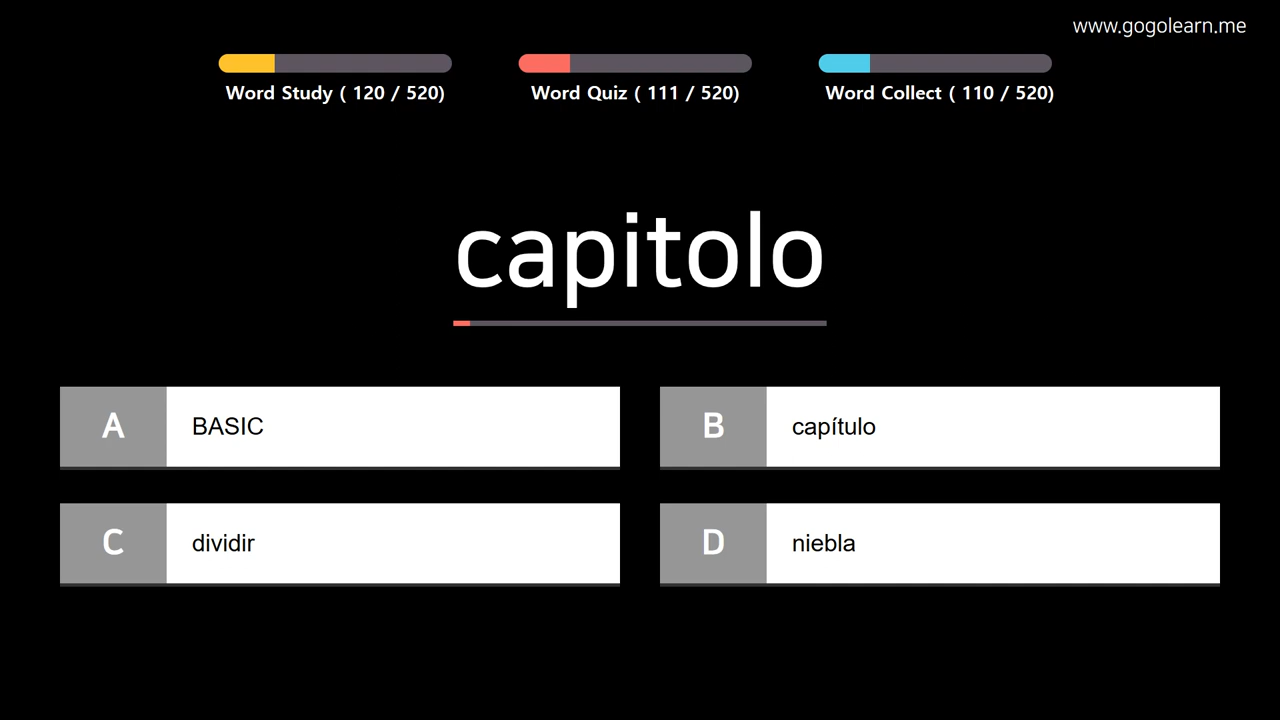 www.gogolearn.me
Word Study ( 120 / 520)
Word Quiz ( 111 / 520)
Word Collect ( 110 / 520)
capitolo
A BASIC
B capítulo
C dividir
D niebla